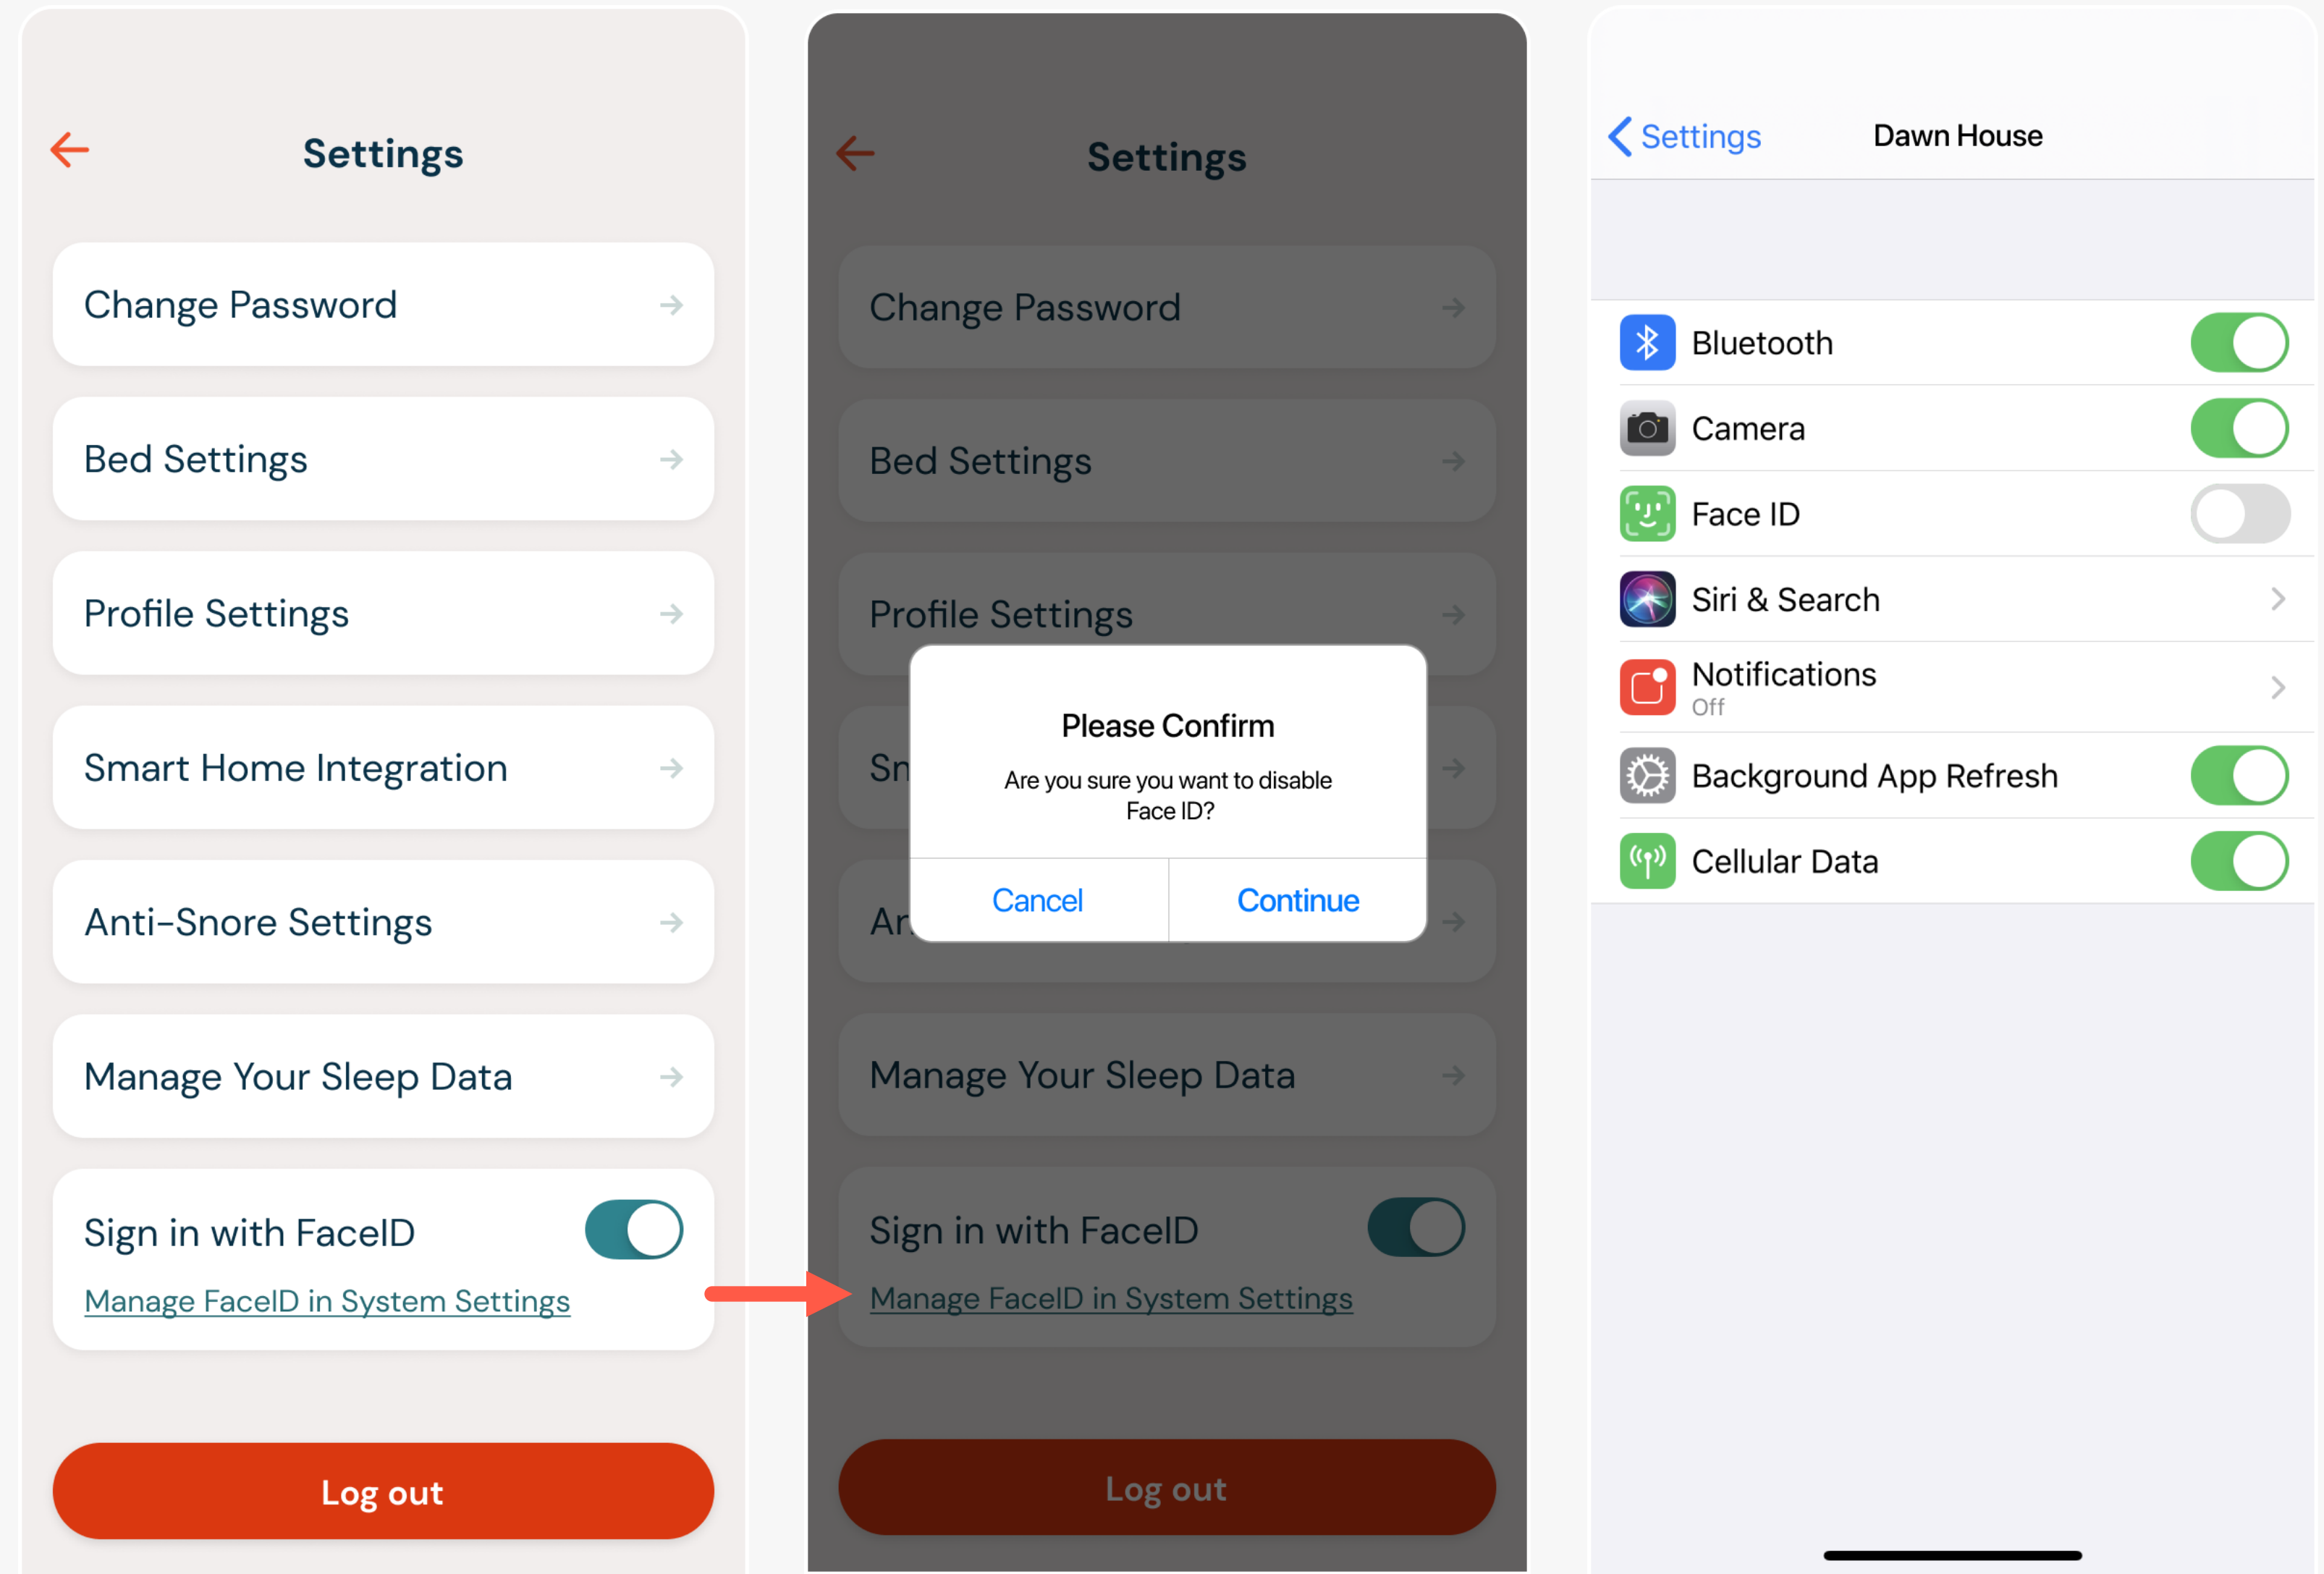 Settings
Change Password
Bed Settings
Profile Settings
Smart Home Integration
Anti-Snore Settings
Manage Your Sleep Data
Sign in with FaceID
Manage FaceID in System Settings
Log out
Settings
Change Password
Bed Settings
Profile Settings
Please Confirm
Are you sure you want to disable
Face ID?
Cancel
Continue
Manage Your Sleep Data
Sign in with FaceID
Manage FaceID in System Settings
Log out
Settings
Dawn House
Bluetooth
Camera
Face ID
Siri & Search
Notifications
Off
Background App Refresh
Cellular Data